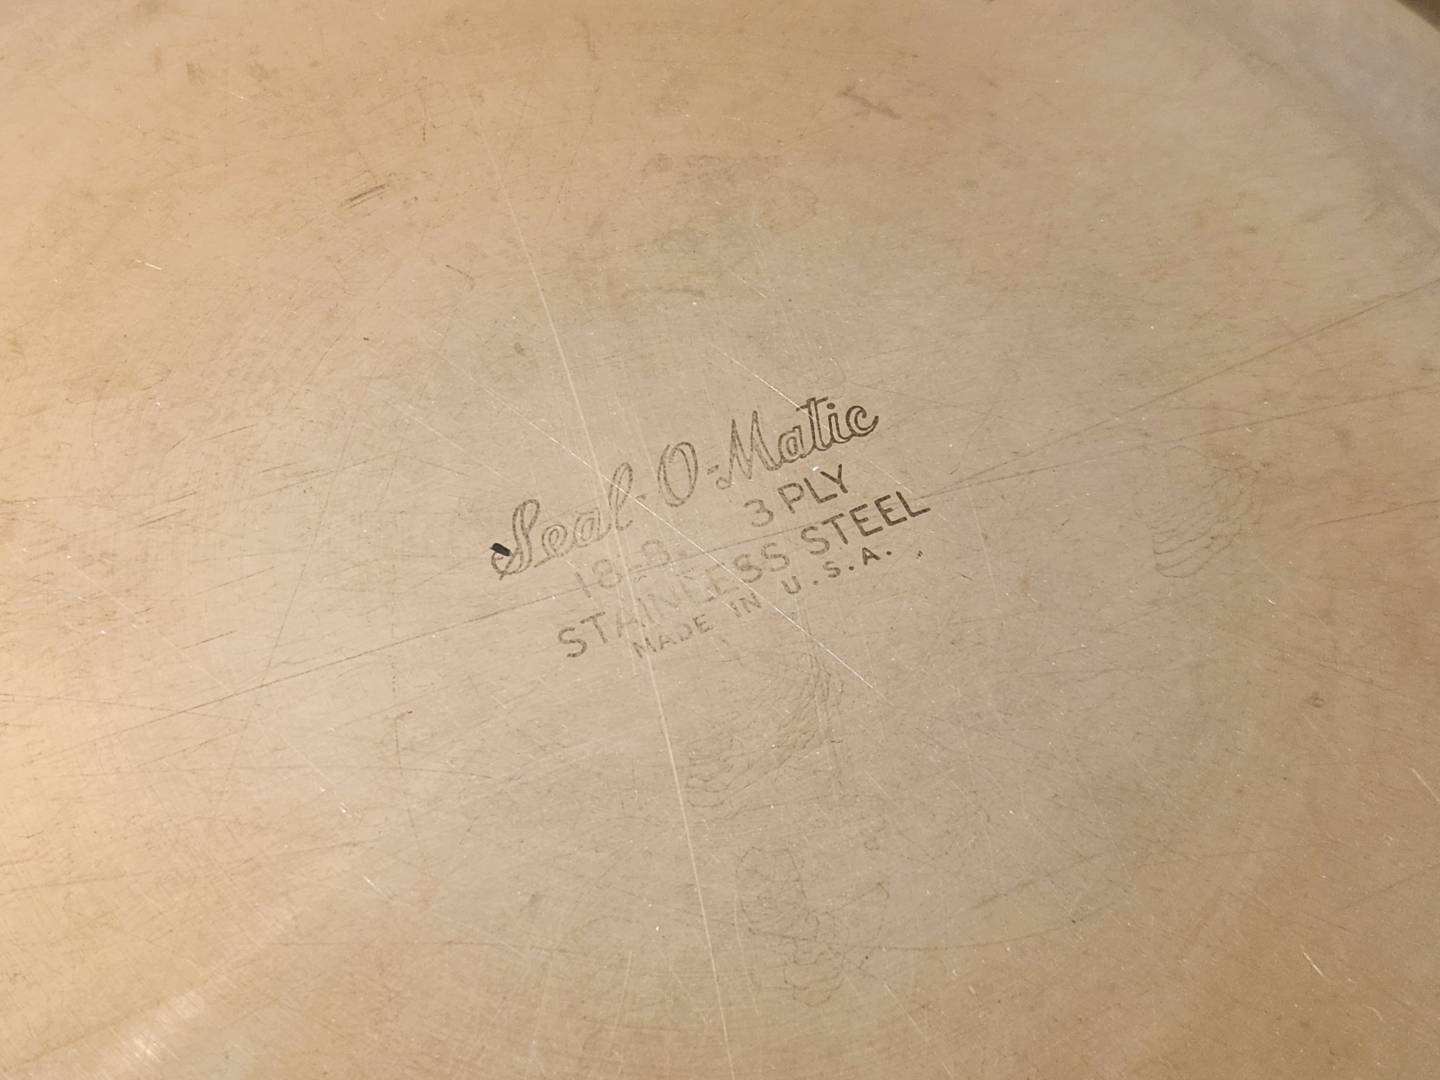 Seal-O-Matic
18-8. 3 PLY
STAINLESS STEEL
MADE IN U.S.A.